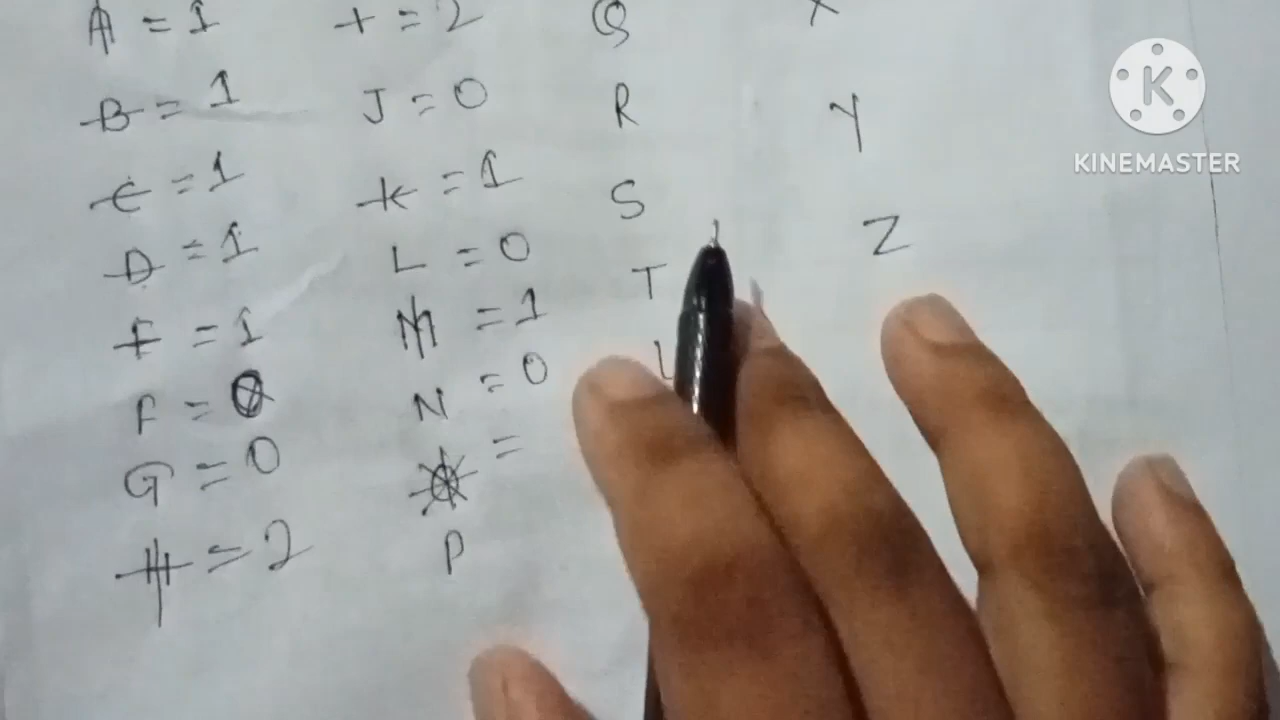 A = 1
B = 1
C = 1
D = 1
E = 1
F = 0
G = 0
H = 2
I = 2
J = 0
K = 1
L = 0
M = 1
N = 0
O =
P
Q
R
S
T
X
Y
Z
KINEMASTER